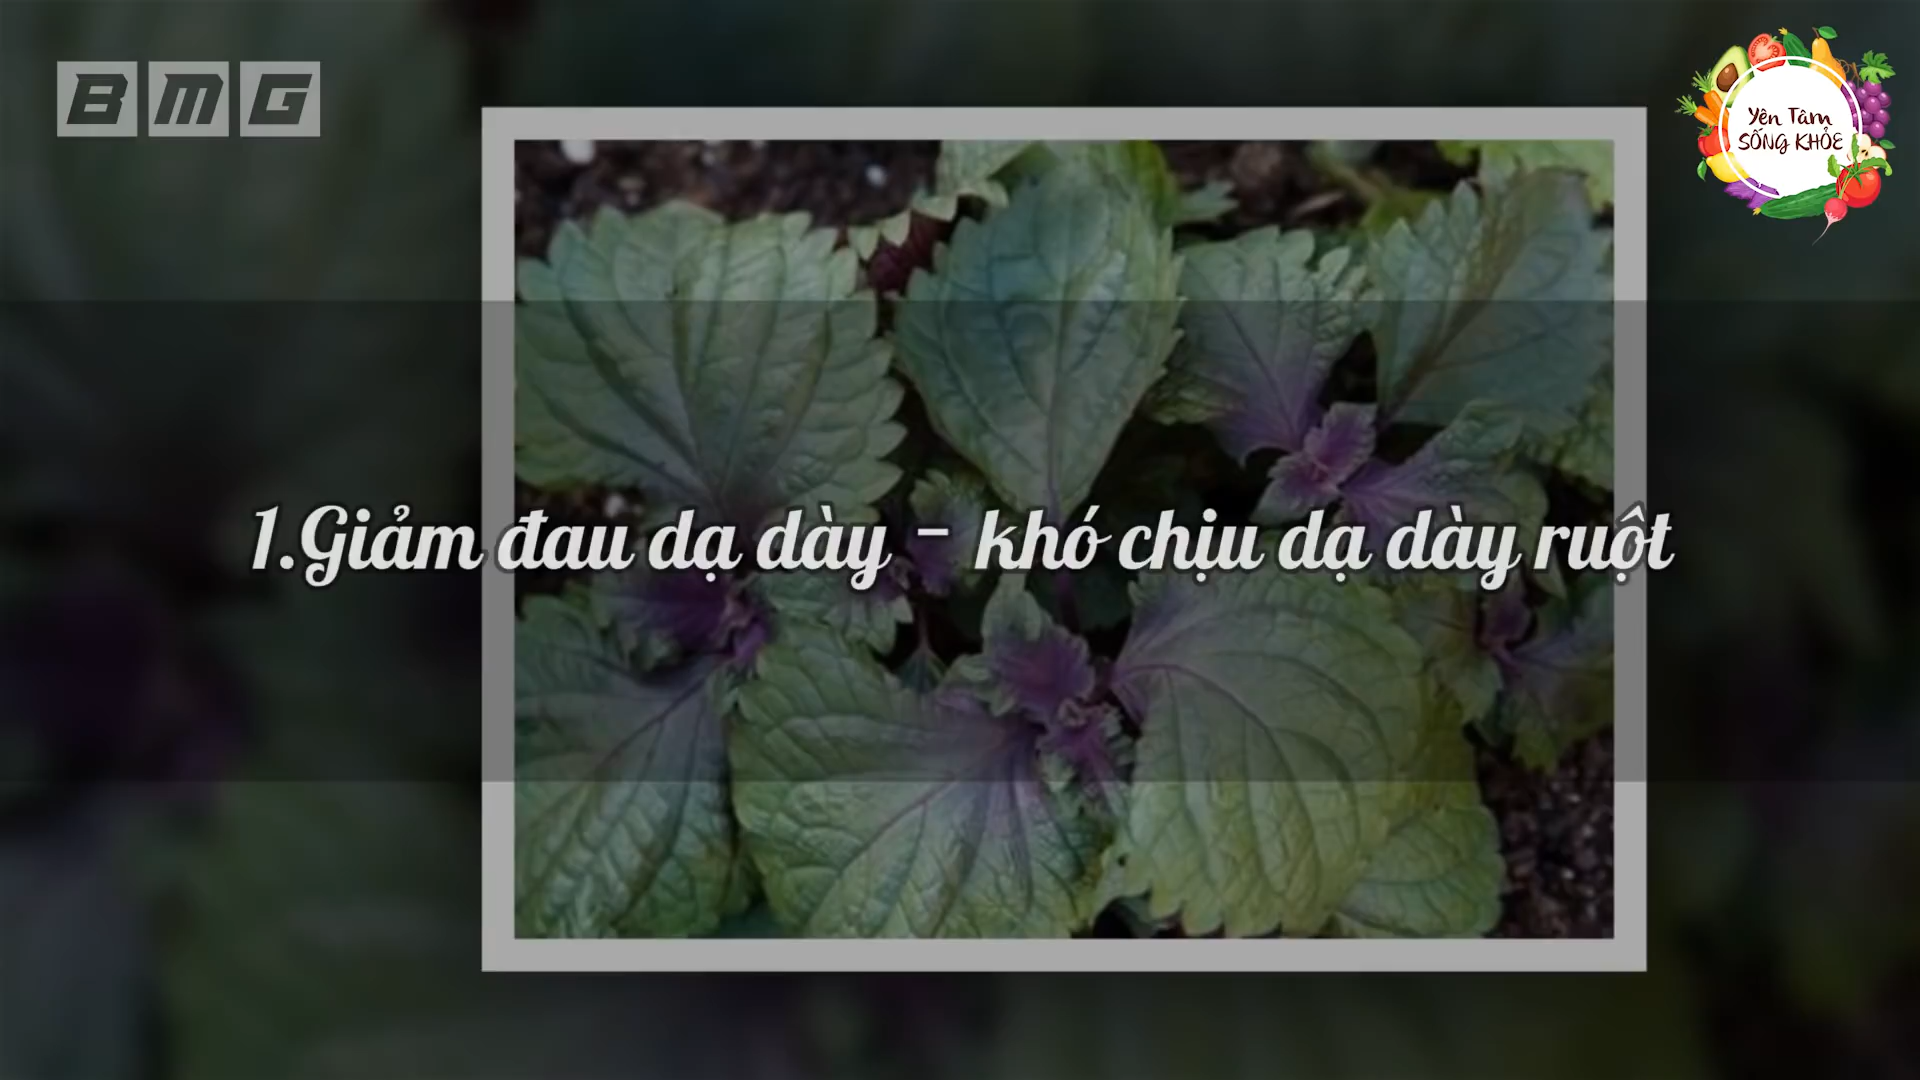 BMG
Yên Tâm
SỐNG KHỎE
1.Giảm đau dạ dày - khó chịu dạ dày ruột